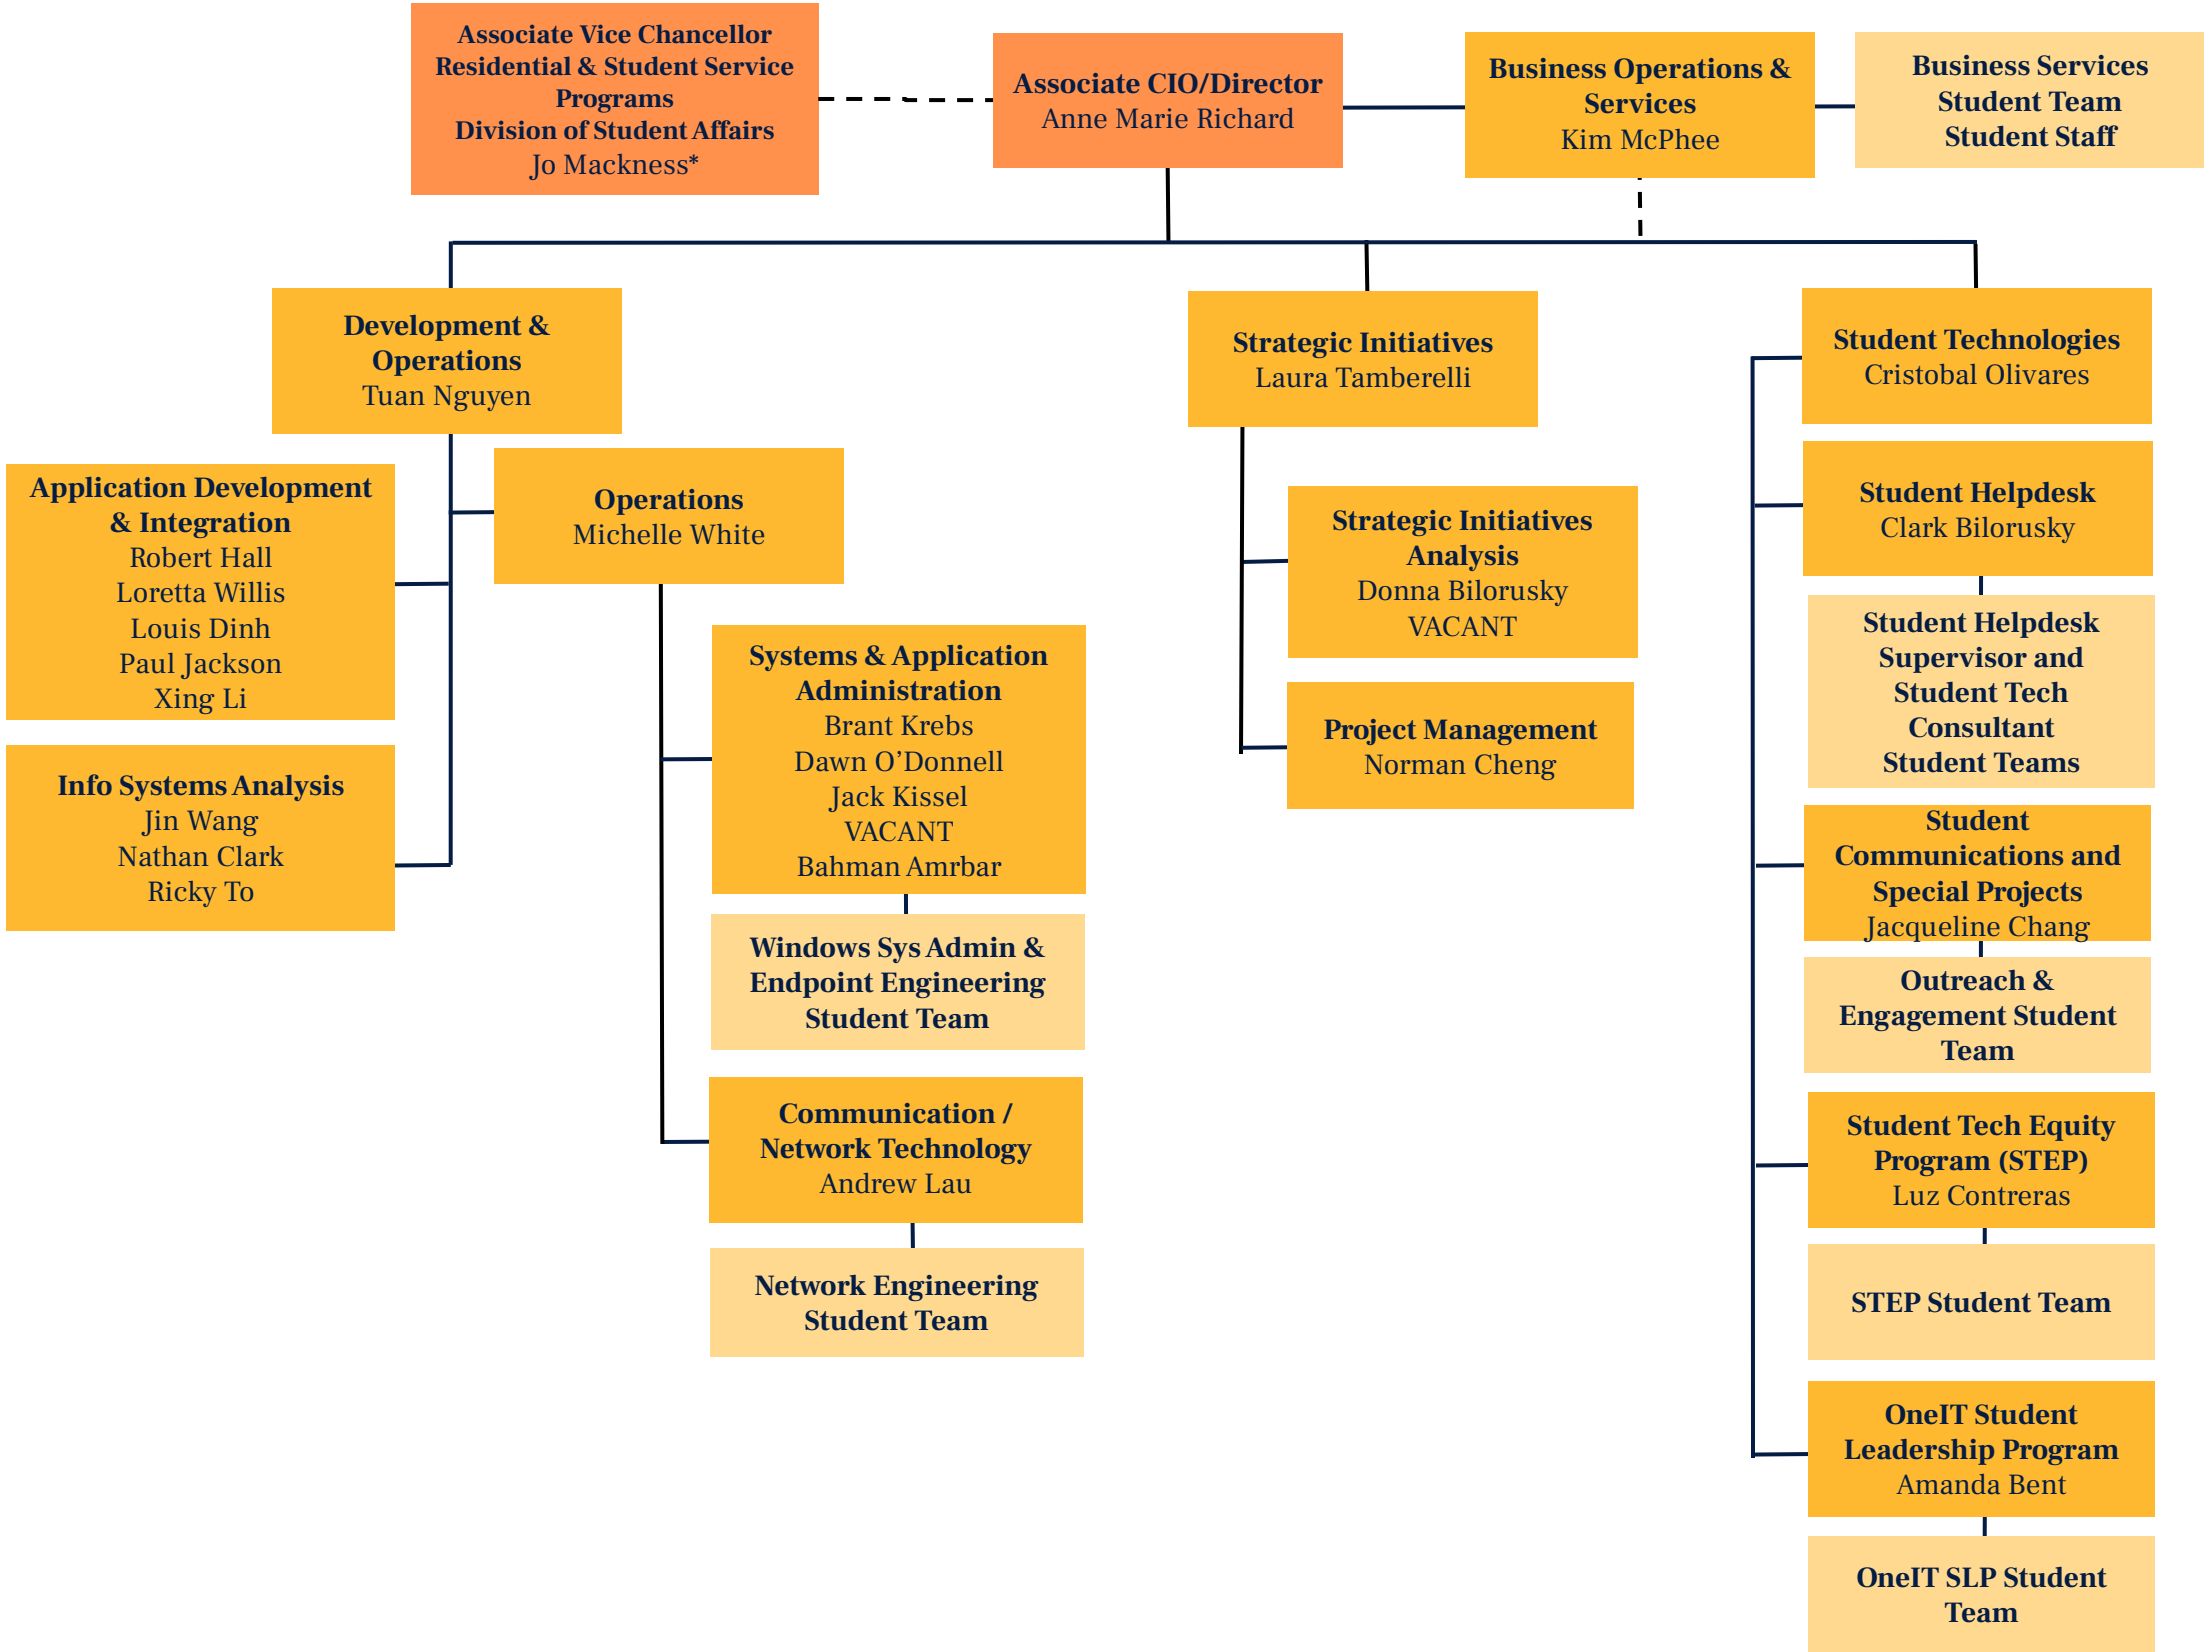 Associate Vice Chancellor
Residential & Student Service
Programs
Division of Student Affairs
Jo Mackness*
Associate CIO/Director
Anne Marie Richard
Business Operations &
Services
Kim McPhee
Business Services
Student Team
Student Staff
Development &
Operations
Tuan Nguyen
Application Development
& Integration
Robert Hall
Loretta Willis
Louis Dinh
Paul Jackson
Xing Li
Info Systems Analysis
Jin Wang
Nathan Clark
Ricky To
Operations
Michelle White
Systems & Application
Administration
Brant Krebs
Dawn O’Donnell
Jack Kissel
VACANT
Bahman Amrbar
Windows Sys Admin &
Endpoint Engineering
Student Team
Communication /
Network Technology
Andrew Lau
Network Engineering
Student Team
Strategic Initiatives
Laura Tamberelli
Strategic Initiatives
Analysis
Donna Bilorusky
VACANT
Project Management
Norman Cheng
Student Technologies
Cristobal Olivares
Student Helpdesk
Clark Bilorusky
Student Helpdesk
Supervisor and
Student Tech
Consultant
Student Teams
Student
Communications and
Special Projects
Jacqueline Chang
Outreach &
Engagement Student
Team
Student Tech Equity
Program (STEP)
Luz Contreras
STEP Student Team
OneIT Student
Leadership Program
Amanda Bent
OneIT SLP Student
Team